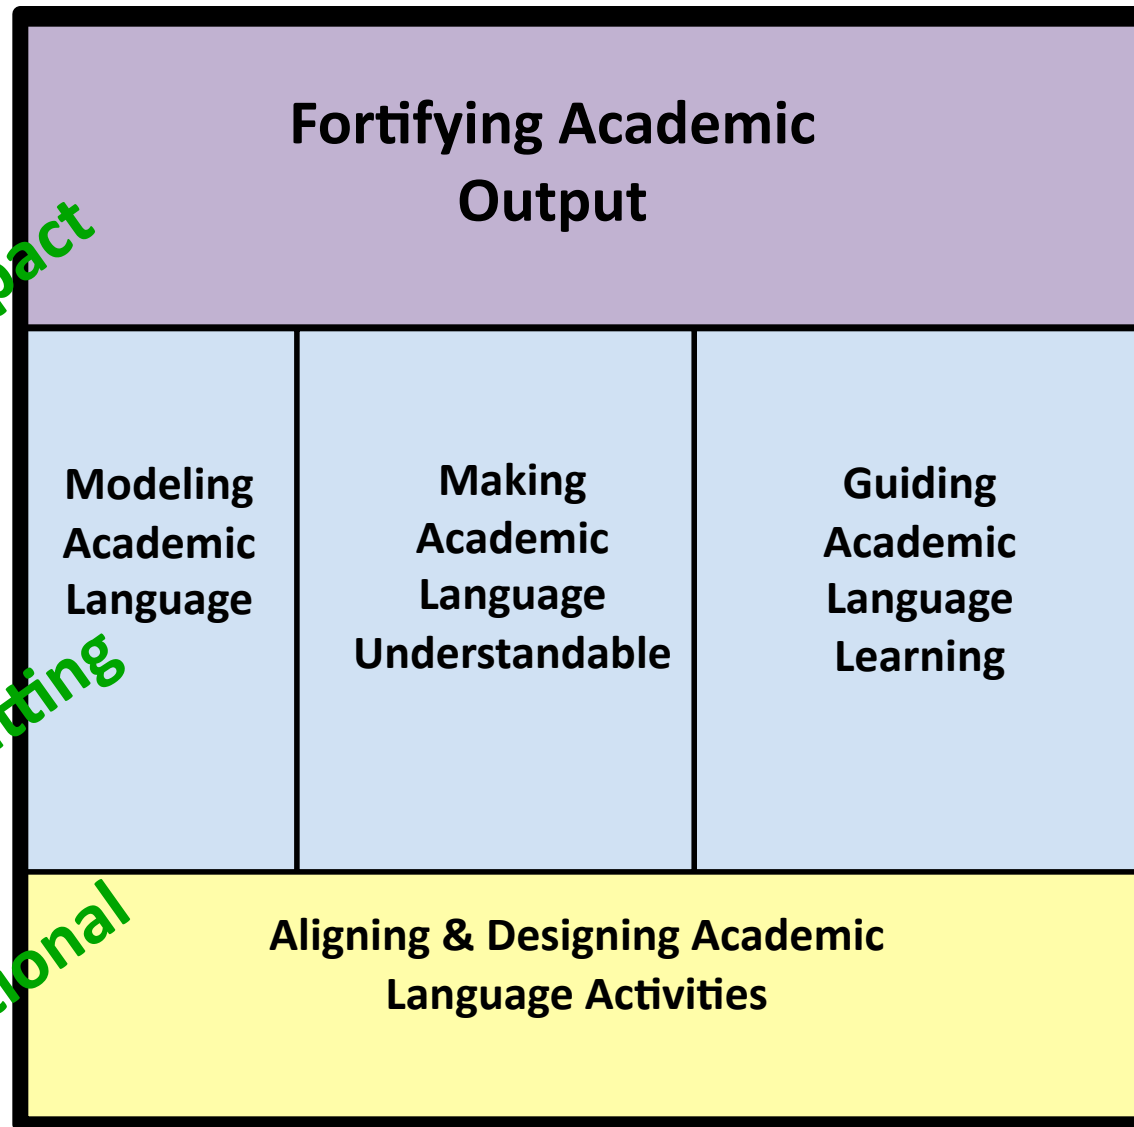 Fortifying Academic
Output
Modeling
Academic
Language
Making
Academic
Language
Understandable
Guiding
Academic
Language
Learning
Aligning & Designing Academic
Language Activities